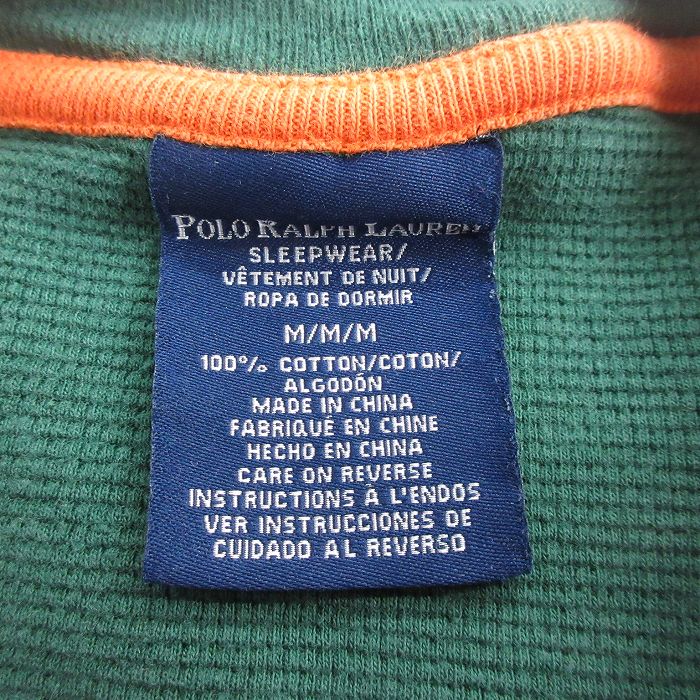 POLO RALPH LAUREN
SLEEPWEAR/
VÊTEMENT DE NUIT/
ROPA DE DORMIR
M/M/M
100% COTTON/COTON/
ALGODÓN
MADE IN CHINA
FABRIQUÉ EN CHINE
HECHO EN CHINA
CARE ON REVERSE
INSTRUCTIONS À L'ENDOS
VER INSTRUCCIONES DE
CUIDADO AL REVERSO